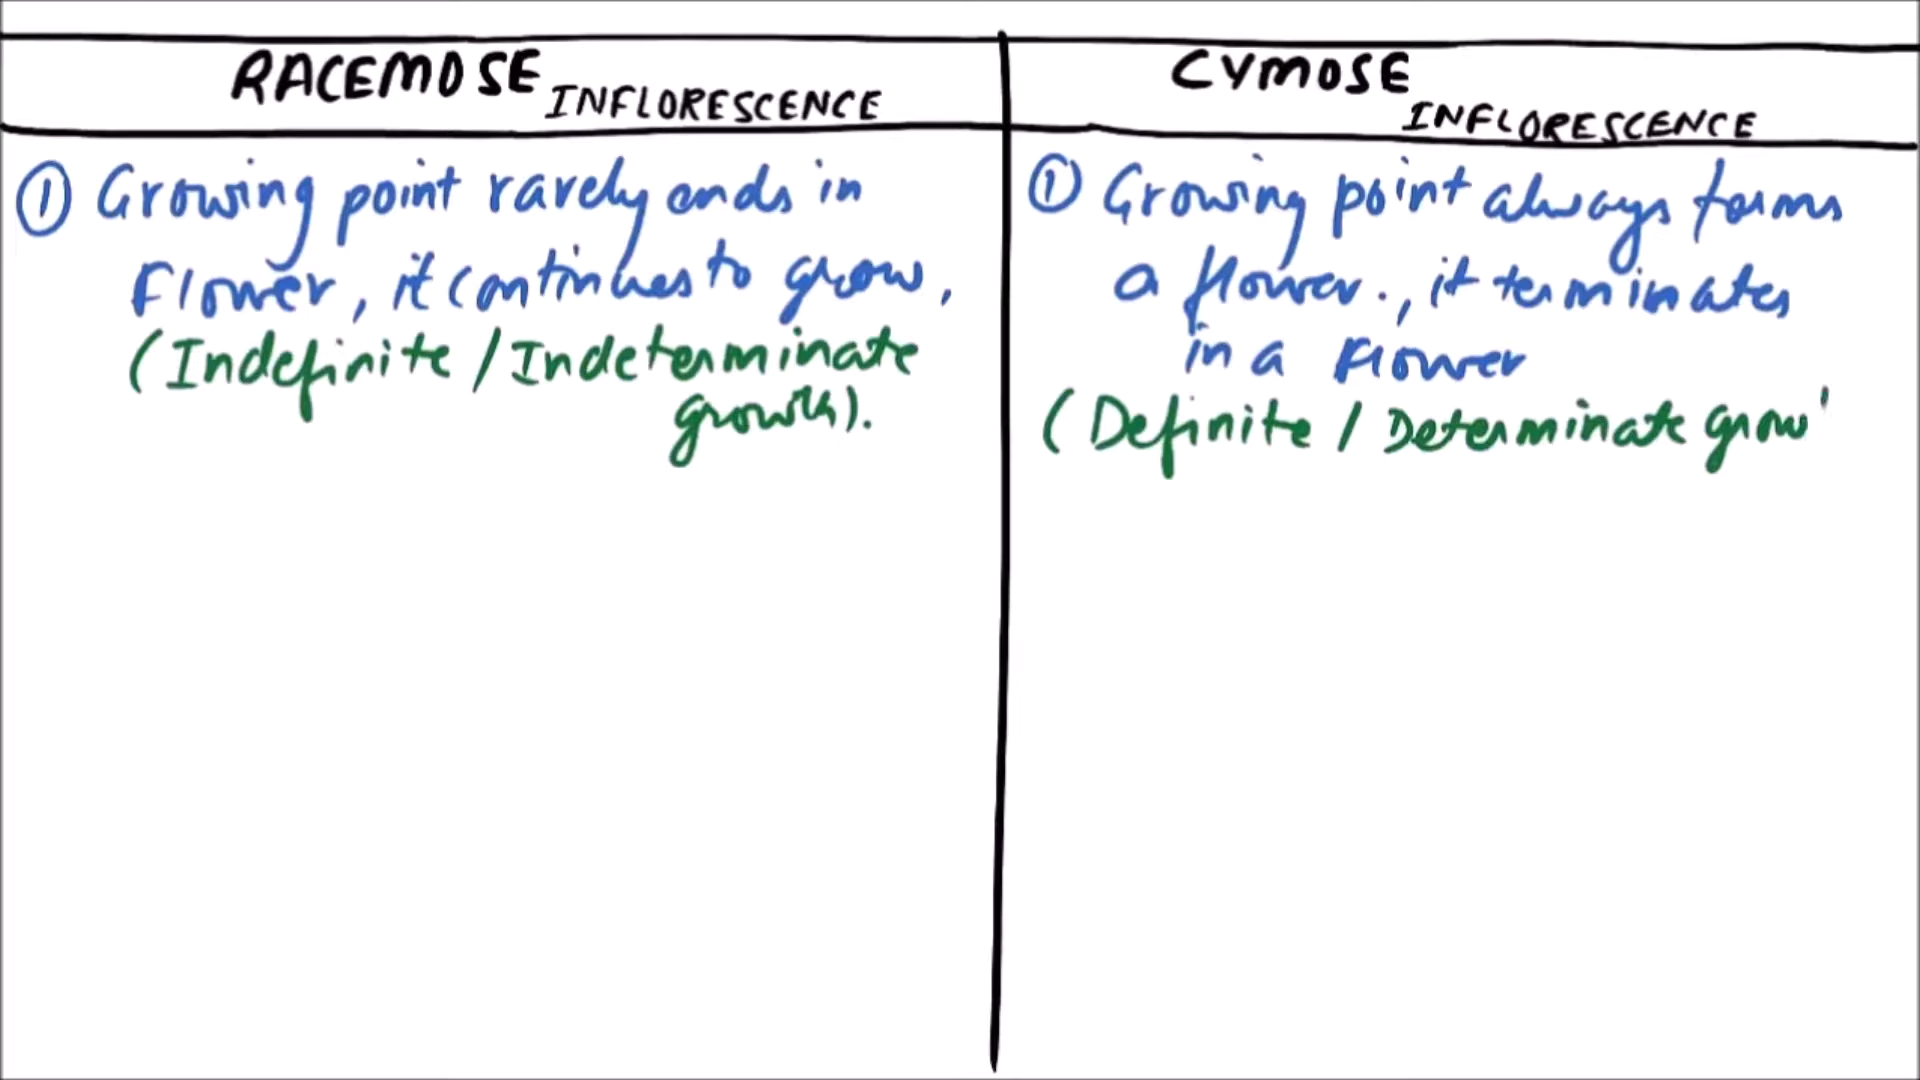 RACEMOSE INFLORESCENCE
① Growing point rarely ends in
Flower, it continues to grow,
(Indefinite / Indeterminate
growth).
CYMOSE
INFLORESCENCE
① Growing point always forms
a flower., it terminates
in a Flower
(Definite / Determinate grow'